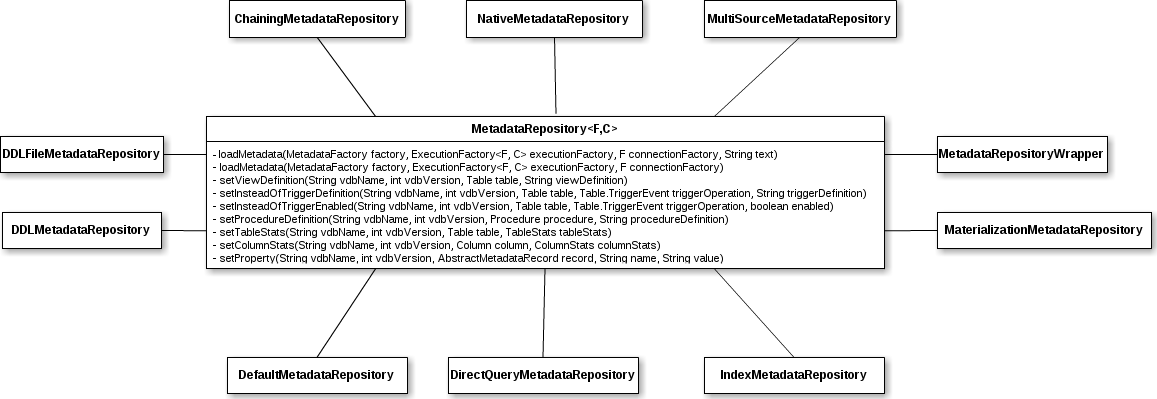 ChainingMetadataRepository
NativeMetadataRepository
MultiSourceMetadataRepository
MetadataRepository<F,C>
- loadMetadata(MetadataFactory factory, ExecutionFactory<F, C> executionFactory, F connectionFactory, String text)
- loadMetadata(MetadataFactory factory, ExecutionFactory<F, C> executionFactory, F connectionFactory)
- setViewDefinition(String vdbName, int vdbVersion, Table table, String viewDefinition)
- setInsteadOfTriggerDefinition(String vdbName, int vdbVersion, Table table, Table.TriggerEvent triggerOperation, String triggerDefinition)
- setInsteadOfTriggerEnabled(String vdbName, int vdbVersion, Table table, Table.TriggerEvent triggerOperation, boolean enabled)
- setProcedureDefinition(String vdbName, int vdbVersion, Procedure procedure, String procedureDefinition)
- setTableStats(String vdbName, int vdbVersion, Table table, TableStats tableStats)
- setColumnStats(String vdbName, int vdbVersion, Column column, ColumnStats columnStats)
- setProperty(String vdbName, int vdbVersion, AbstractMetadataRecord record, String name, String value)
DDLFileMetadataRepository
MetadataRepositoryWrapper
DDLMetadataRepository
MaterializationMetadataRepository
DefaultMetadataRepository
DirectQueryMetadataRepository
IndexMetadataRepository